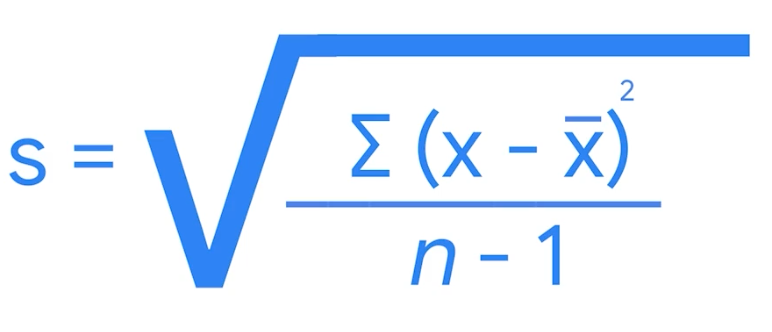 s = √
Σ (x - x̄)²
n - 1